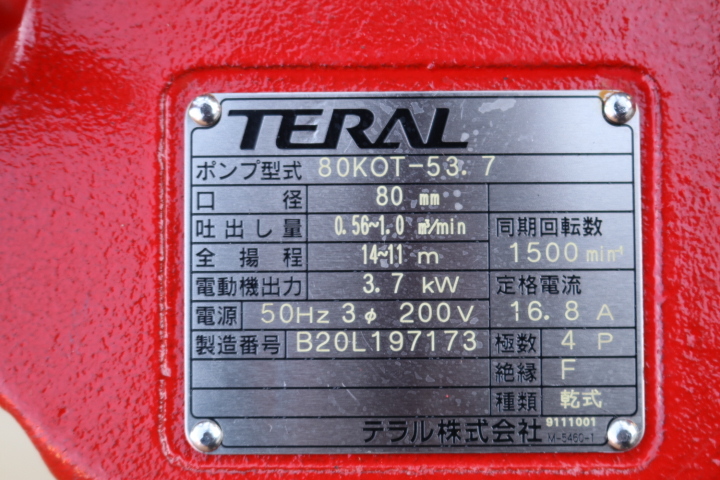 TERAL
ポンプ型式 80KOT-53.7
口径 80 mm
吐出し量 0.56~1.0 m³/min 同期回転数
全揚程 14~11 m 1500 min⁻¹
電動機出力 3.7 kW 定格電流
電源 50Hz 3φ 200V 16.8 A
製造番号 B20L197173 極数 4 P
絶縁 F
種類 乾式
テラル株式会社 9111001
M-5460-1